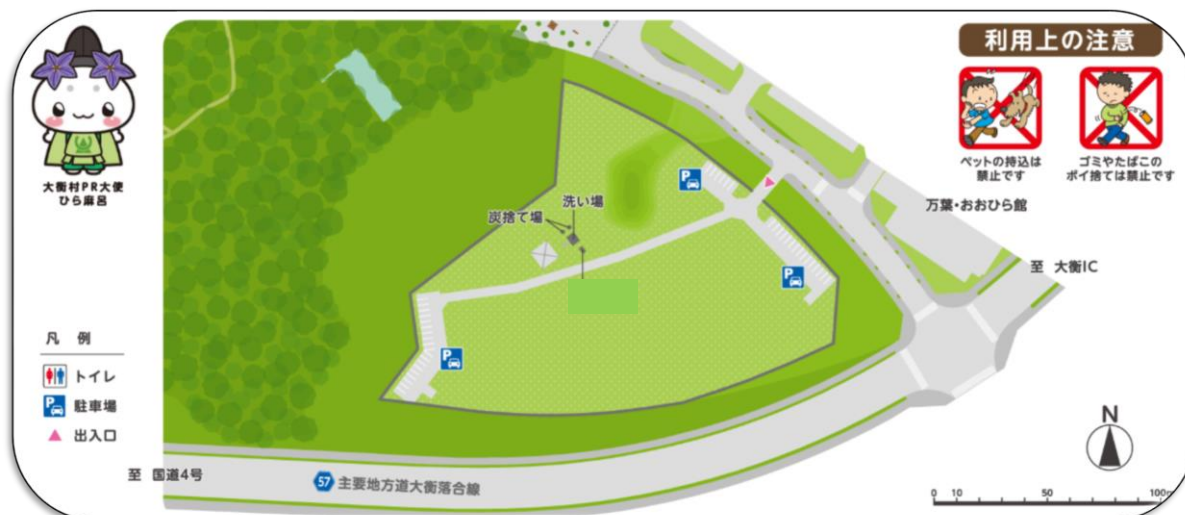 大衡村PR大使
ひら麻呂
利用上の注意
ペットの持込は
禁止です
ゴミやたばこの
ポイ捨ては禁止です
万葉・おおひら館
至 大衡IC
洗い場
炭捨て場
P
P
P
凡 例
トイレ
P 駐車場
出入口
至 国道4号
57 主要地方道大衡落合線
N
0 10 50 100m